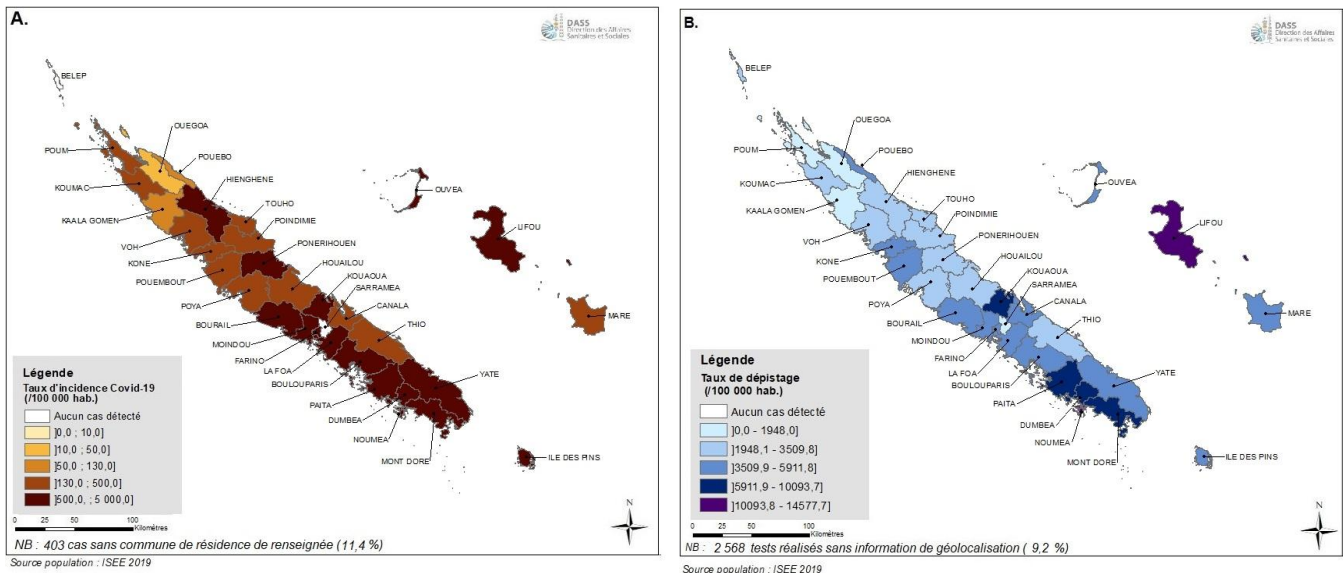 A.
DASS
Direction des Affaires
Sanitaires et Sociales
BELEP
OUEGOA
POUM
POUEBO
KOUMAC
HIENGHENE
OUVEA
KAALA GOMEN
TOUHO
LIFOU
POINDIMIE
VOH
PONERIHOUEN
KONE
HOUAILOU
POUEMBOUT
KOUAOUA
SARRAMEA
POYA
CANALA
MARE
BOURAIL
THIO
MOINDOU
FARINO
LA FOA
YATE
BOULOUPARIS
PAITA
DUMBEA
NOUMEA
MONT DORE
ILE DES PINS
Légende
Taux d'incidence Covid-19
(/100 000 hab.)
Aucun cas détecté
]0,0 ; 10,0]
]10,0 ; 50,0]
]50,0 ; 130,0]
]130,0 ; 500,0]
]500,0, ; 5 000,0]
0 25 50 100
Kilomètres
N
NB : 403 cas sans commune de résidence de renseignée (11,4 %)
Source population : ISEE 2019
B.
DASS
Direction des Affaires
Sanitaires et Sociales
BELEP
OUEGOA
POUM
POUEBO
KOUMAC
HIENGHENE
OUVEA
KAALA GOMEN
TOUHO
LIFOU
POINDIMIE
VOH
PONERIHOUEN
KONE
HOUAILOU
POUEMBOUT
KOUAOUA
SARRAMEA
POYA
CANALA
MARE
BOURAIL
THIO
MOINDOU
FARINO
LA FOA
YATE
BOULOUPARIS
PAITA
DUMBEA
NOUMEA
MONT DORE
ILE DES PINS
Légende
Taux de dépistage
(/100 000 hab.)
Aucun cas détecté
]0,0 - 1948,0]
]1948,1 - 3509,8]
]3509,9 - 5911,8]
]5911,9 - 10093,7]
]10093,8 - 14577,7]
0 25 50 100
Kilomètres
N
NB : 2 568 tests réalisés sans information de géolocalisation ( 9,2 %)
Source population : ISEE 2019